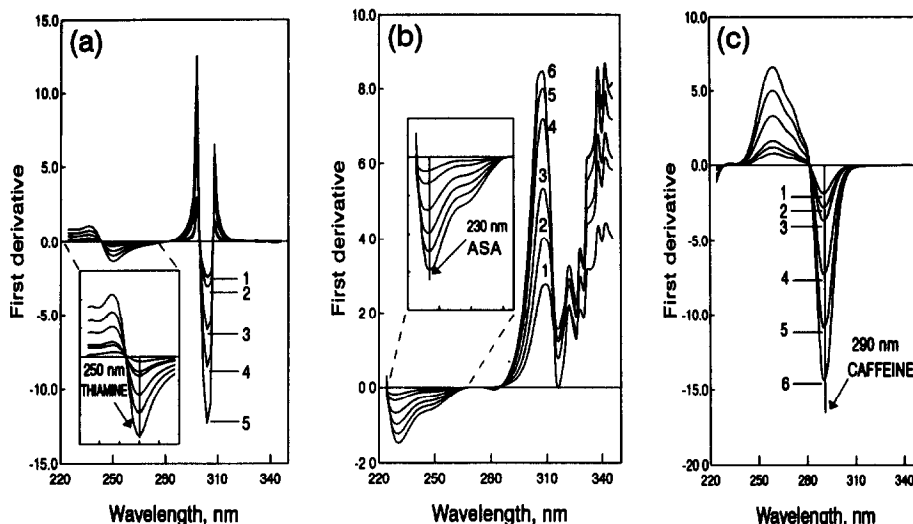 (a)
First derivative
15.0
10.0
5.0
0.0
-5.0
-10.0
-15.0
220 250 280 310 340
Wavelength, nm
250 nm
THIAMINE
1
2
3
4
5
(b)
First derivative
10.0
8.0
6.0
4.0
2.0
0.0
-2.0
220 250 280 310 340
Wavelength, nm
230 nm
ASA
6
5
4
3
2
1
(c)
First derivative
10.0
5.0
0.0
-5.0
-10.0
-15.0
-20.0
220 260 300 340
Wavelength, nm
1
2
3
4
5
6
290 nm
CAFFEINE